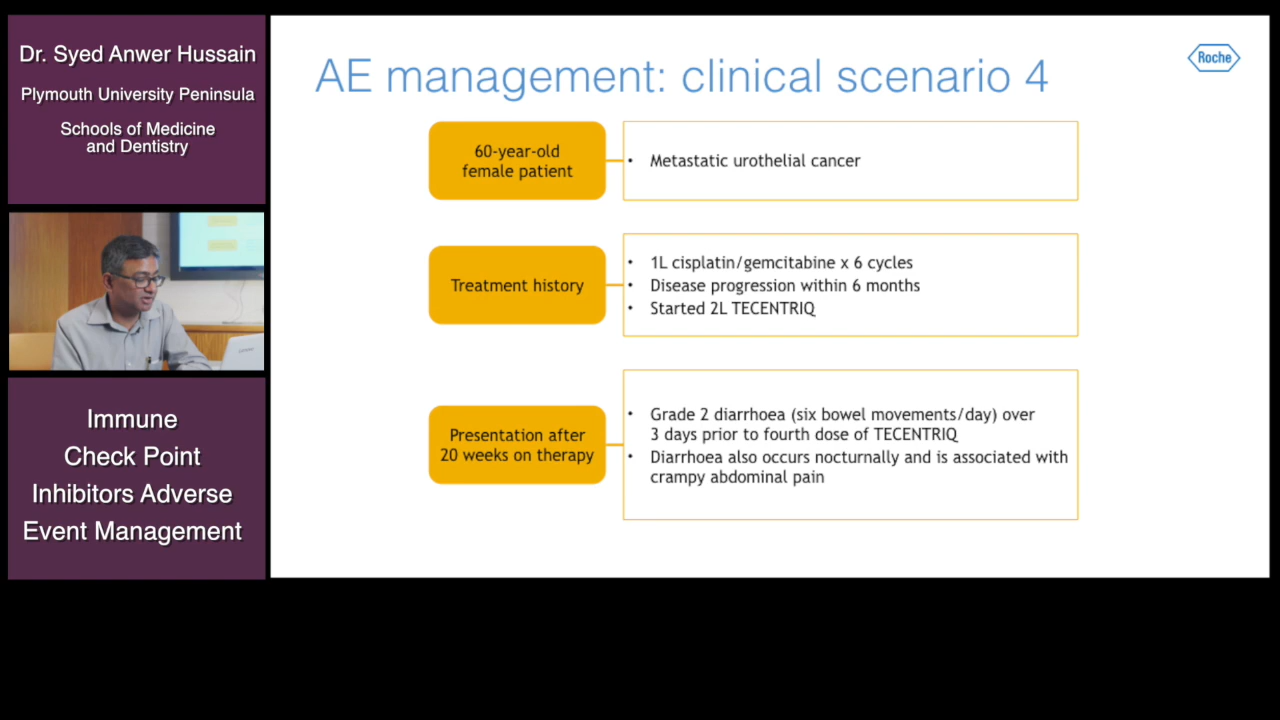 Dr. Syed Anwer Hussain
Plymouth University Peninsula
Schools of Medicine
and Dentistry
Immune
Check Point
Inhibitors Adverse
Event Management
AE management: clinical scenario 4
Roche
60-year-old
female patient
• Metastatic urothelial cancer
Treatment history
• 1L cisplatin/gemcitabine x 6 cycles
• Disease progression within 6 months
• Started 2L TECENTRIQ
Presentation after
20 weeks on therapy
• Grade 2 diarrhoea (six bowel movements/day) over
3 days prior to fourth dose of TECENTRIQ
• Diarrhoea also occurs nocturnally and is associated with
crampy abdominal pain